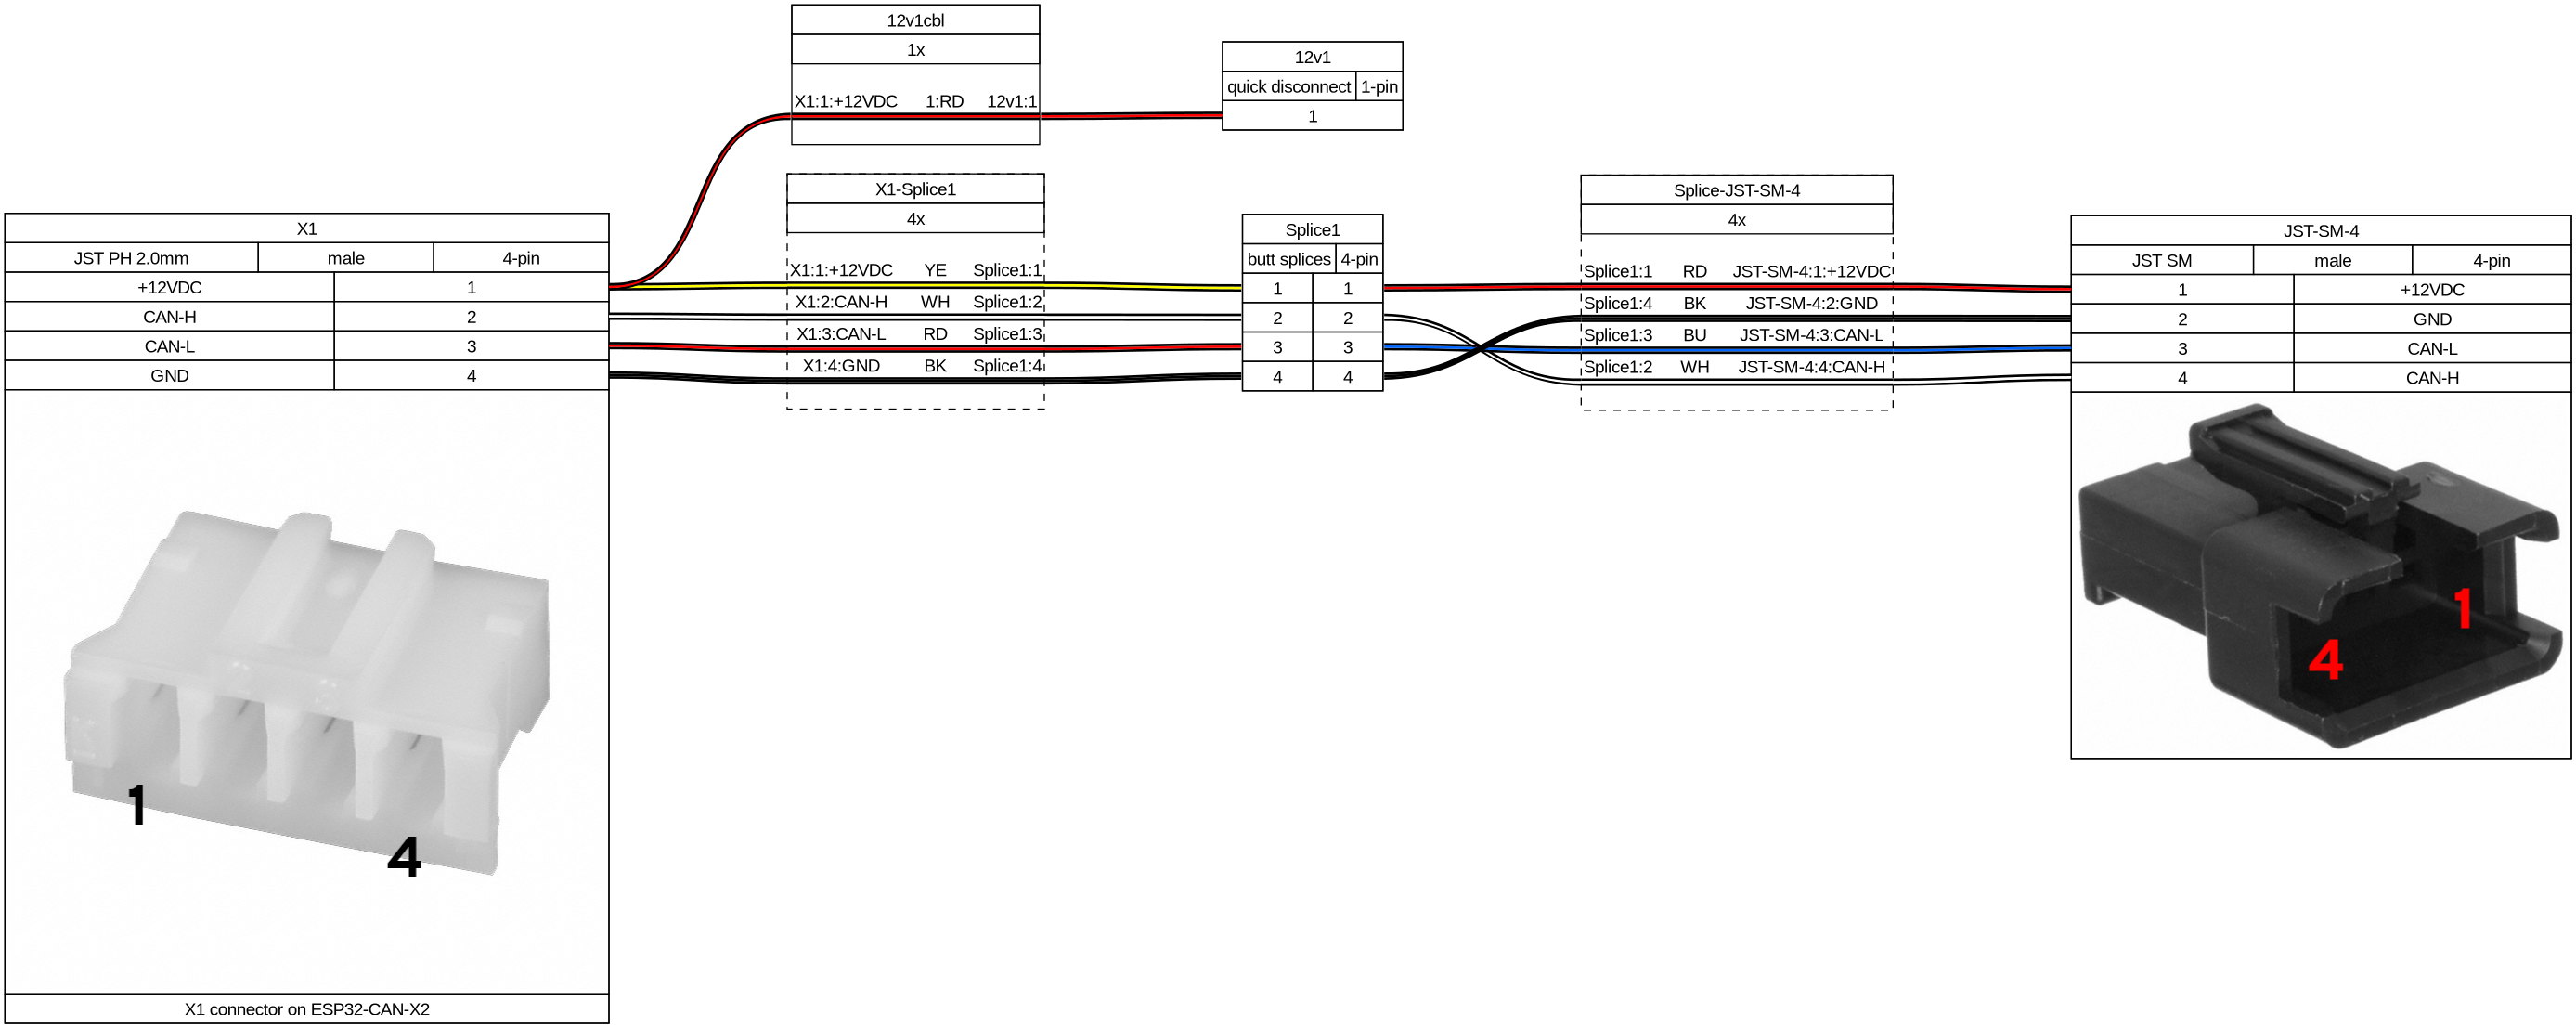 12v1cbl
1x
X1:1:+12VDC 1:RD 12v1:1
12v1
quick disconnect 1-pin
1
X1
JST PH 2.0mm male 4-pin
+12VDC 1
CAN-H 2
CAN-L 3
GND 4
1
4
X1 connector on ESP32-CAN-X2
X1-Splice1
4x
X1:1:+12VDC YE Splice1:1
X1:2:CAN-H WH Splice1:2
X1:3:CAN-L RD Splice1:3
X1:4:GND BK Splice1:4
Splice1
butt splices 4-pin
1 1
2 2
3 3
4 4
Splice-JST-SM-4
4x
Splice1:1 RD JST-SM-4:1:+12VDC
Splice1:4 BK JST-SM-4:2:GND
Splice1:3 BU JST-SM-4:3:CAN-L
Splice1:2 WH JST-SM-4:4:CAN-H
JST-SM-4
JST SM male 4-pin
1 +12VDC
2 GND
3 CAN-L
4 CAN-H
1
4